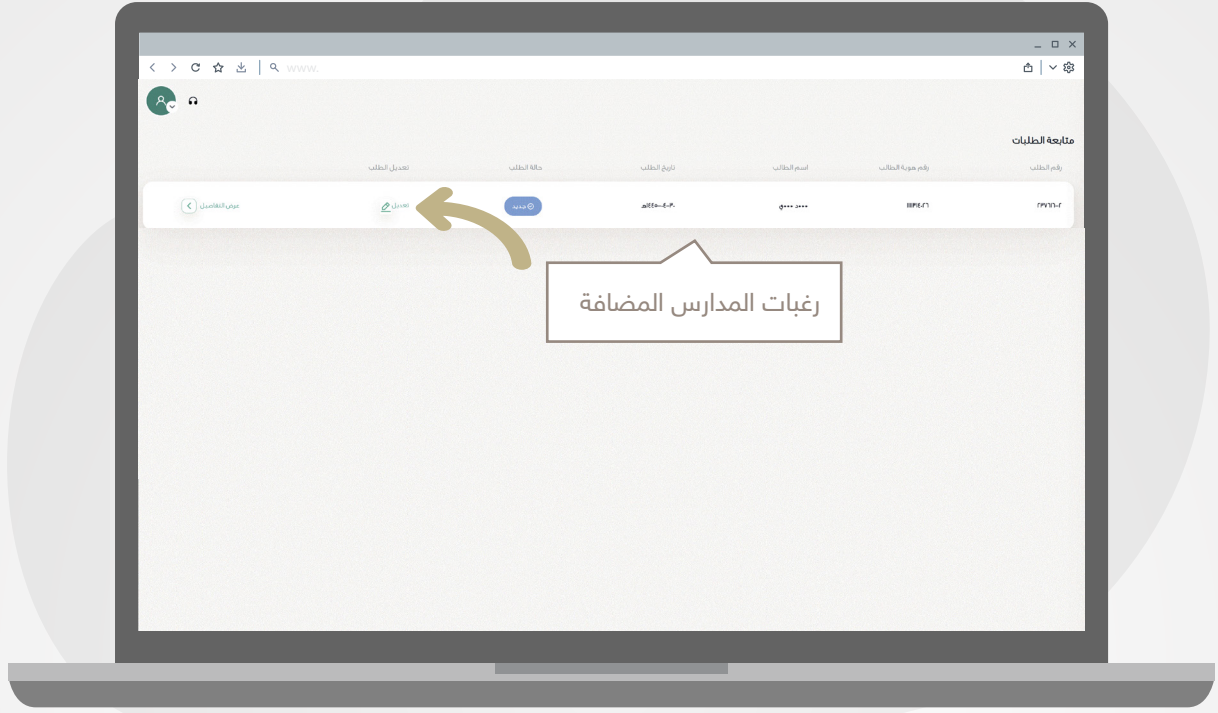 www.
متابعة الطلبات
رقم الطلب رقم هوية الطالب اسم الطالب تاريخ الطلب حالة الطلب تعديل الطلب
جديد تعديل عرض التفاصيل
رغبات المدارس المضافة